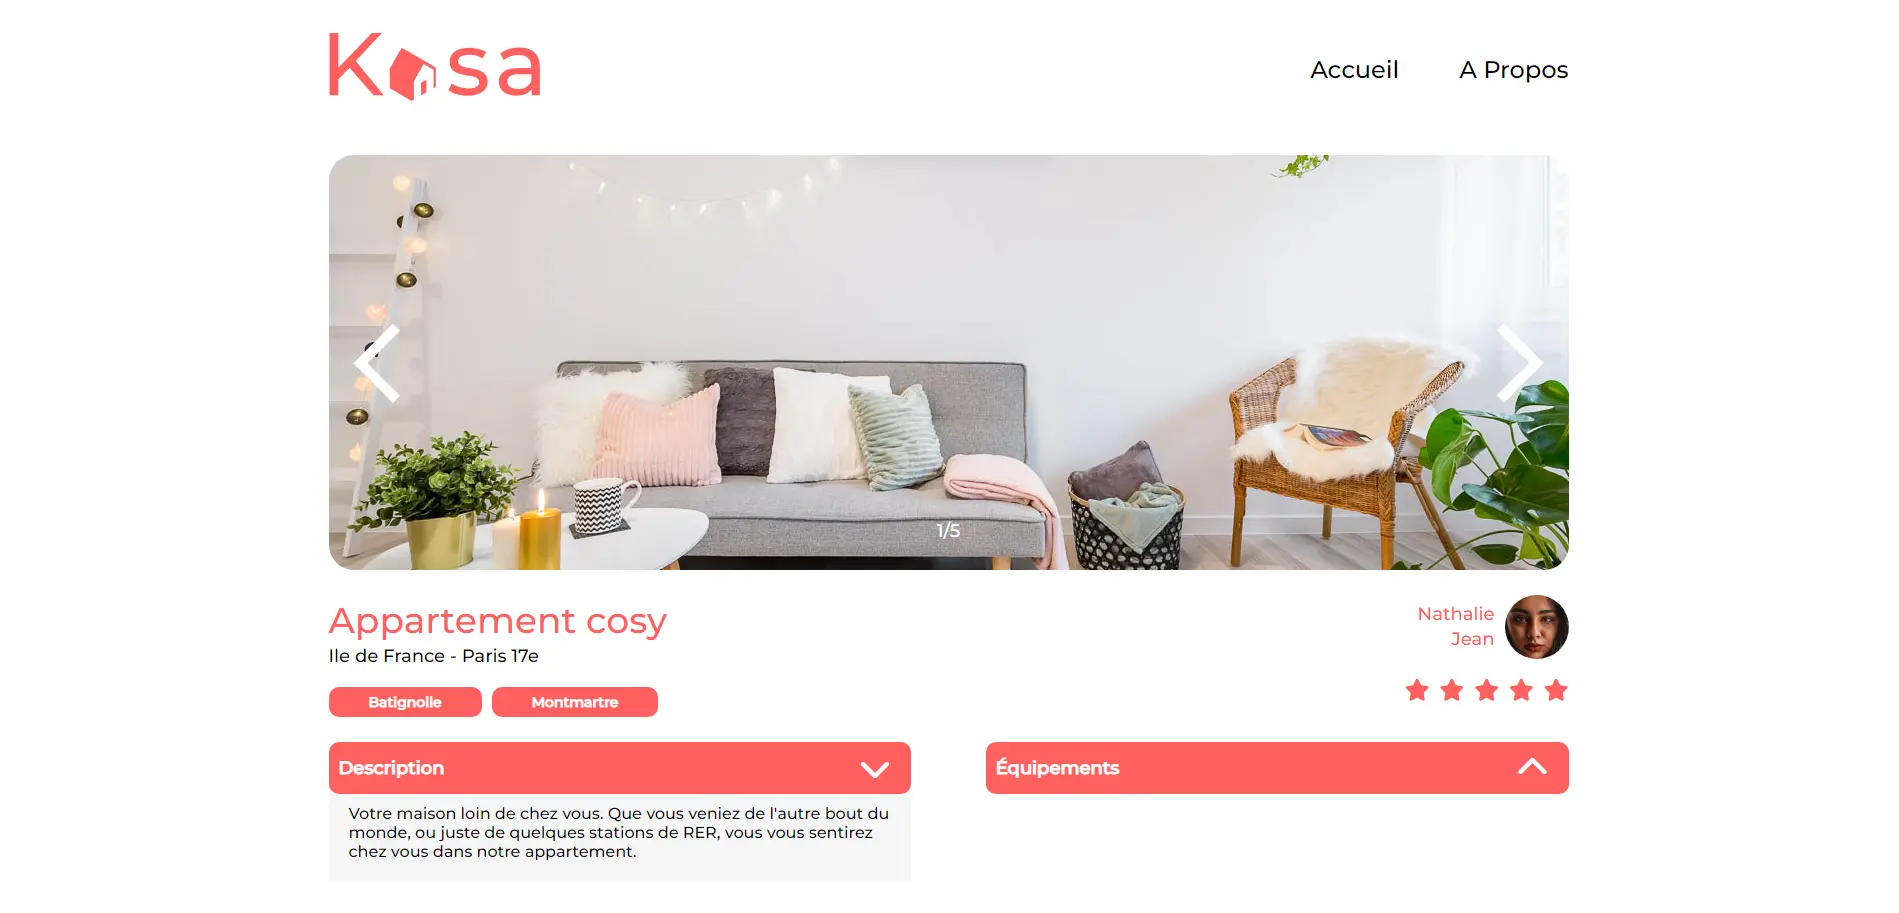 Kasa
Accueil
A Propos
1/5
Appartement cosy
Ile de France - Paris 17e
Batignolle
Montmartre
Nathalie
Jean
Description
Votre maison loin de chez vous. Que vous veniez de l'autre bout du
monde, ou juste de quelques stations de RER, vous vous sentirez
chez vous dans notre appartement.
Équipements